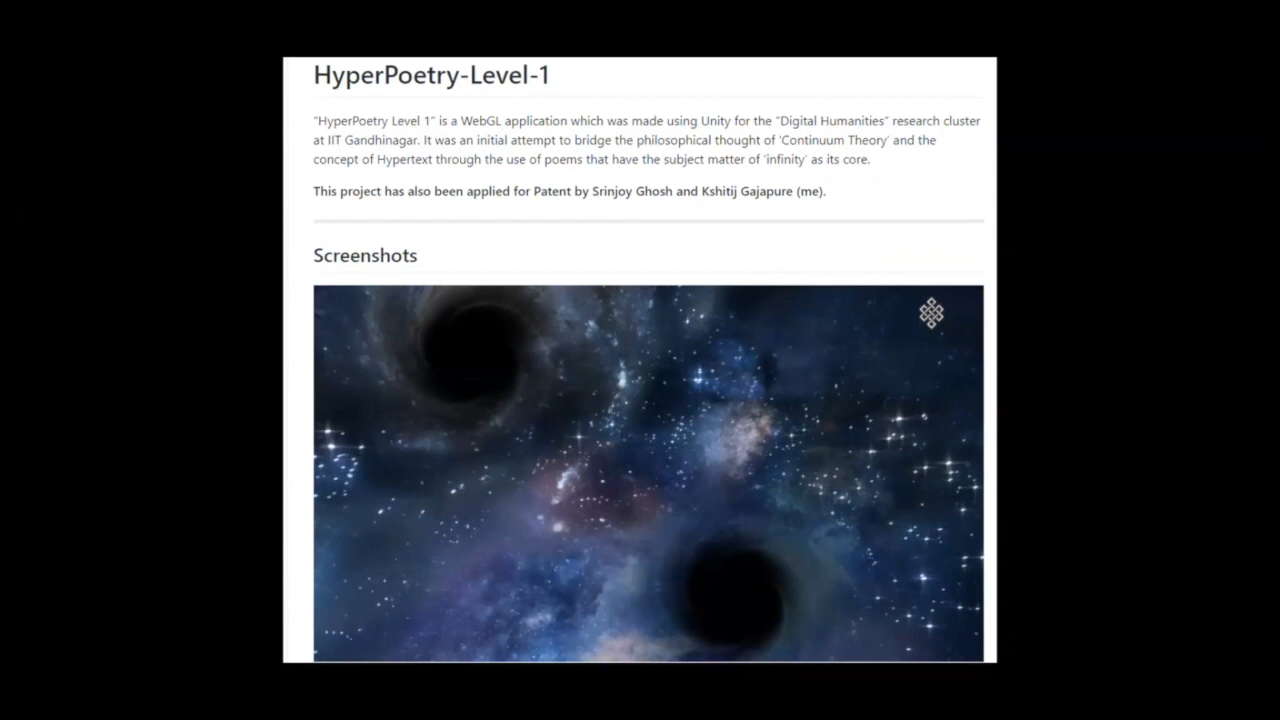 HyperPoetry-Level-1
"HyperPoetry Level 1" is a WebGL application which was made using Unity for the "Digital Humanities" research cluster
at IIT Gandhinagar. It was an initial attempt to bridge the philosophical thought of 'Continuum Theory' and the
concept of Hypertext through the use of poems that have the subject matter of 'infinity' as its core.
This project has also been applied for Patent by Srinjoy Ghosh and Kshitij Gajapure (me).
Screenshots